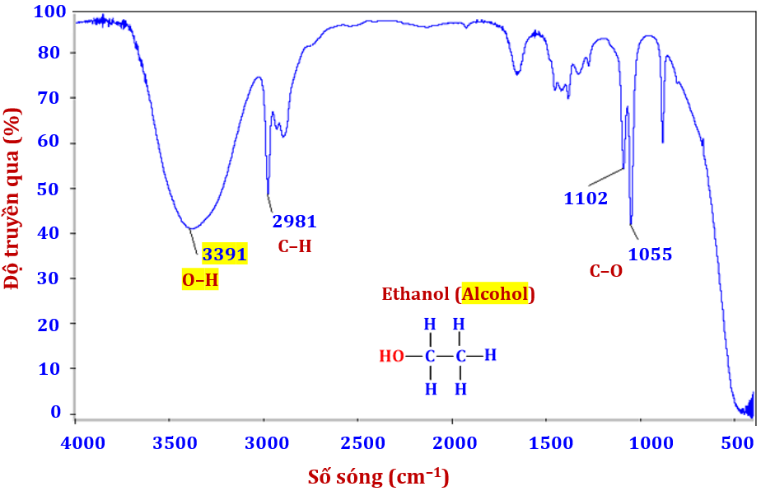 Độ truyền qua (%)
100
80
70
60
50
40
30
20
10
0
3391
O–H
2981
C–H
1102
1055
C–O
Ethanol (Alcohol)
H H
HO–C–C–H
H H
4000 3500 3000 2500 2000 1500 1000 500
Số sóng (cm⁻¹)